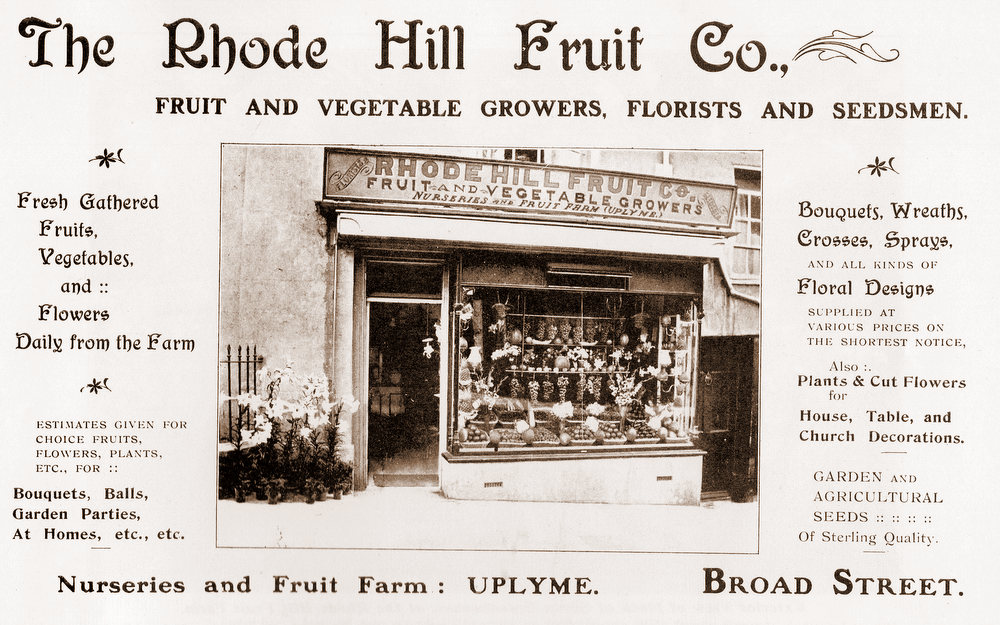 The Rhode Hill Fruit Co.,
FRUIT AND VEGETABLE GROWERS, FLORISTS AND SEEDSMEN.
Fresh Gathered
Fruits,
Vegetables,
and ::
Flowers
Daily from the Farm
ESTIMATES GIVEN FOR
CHOICE FRUITS,
FLOWERS, PLANTS,
ETC., FOR ::
Bouquets, Balls,
Garden Parties,
At Homes, etc., etc.
RHODE HILL FRUIT Co.
FRUIT AND VEGETABLE GROWERS
NURSERIES AND FRUIT FARM (UPLYME)
Bouquets, Wreaths,
Crosses, Sprays,
AND ALL KINDS OF
Floral Designs
SUPPLIED AT
VARIOUS PRICES ON
THE SHORTEST NOTICE,
Also :.
Plants & Cut Flowers
for
House, Table, and
Church Decorations.
GARDEN AND
AGRICULTURAL
SEEDS :: :: :: ::
Of Sterling Quality.
Nurseries and Fruit Farm : UPLYME.
BROAD STREET.